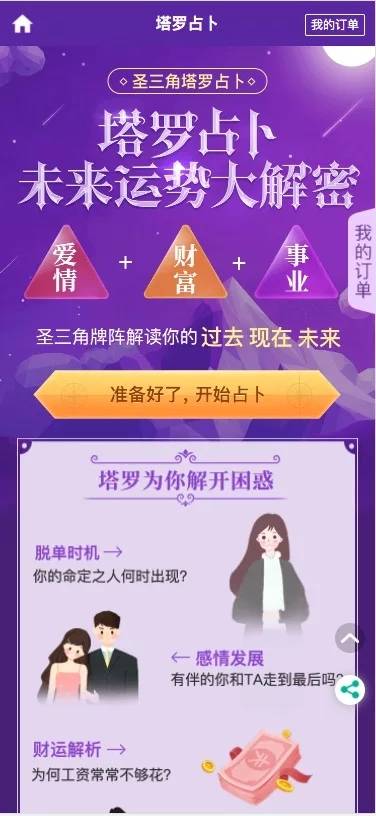 塔罗占卜
我的订单
圣三角塔罗占卜
塔罗占卜
未来运势大解密
爱情
+
财富
+
事业
我的订单
圣三角牌阵解读你的 过去 现在 未来
准备好了，开始占卜
塔罗为你解开困惑
脱单时机
你的命定之人何时出现?
感情发展
有伴的你和TA走到最后吗?
财运解析
为何工资常常不够花?